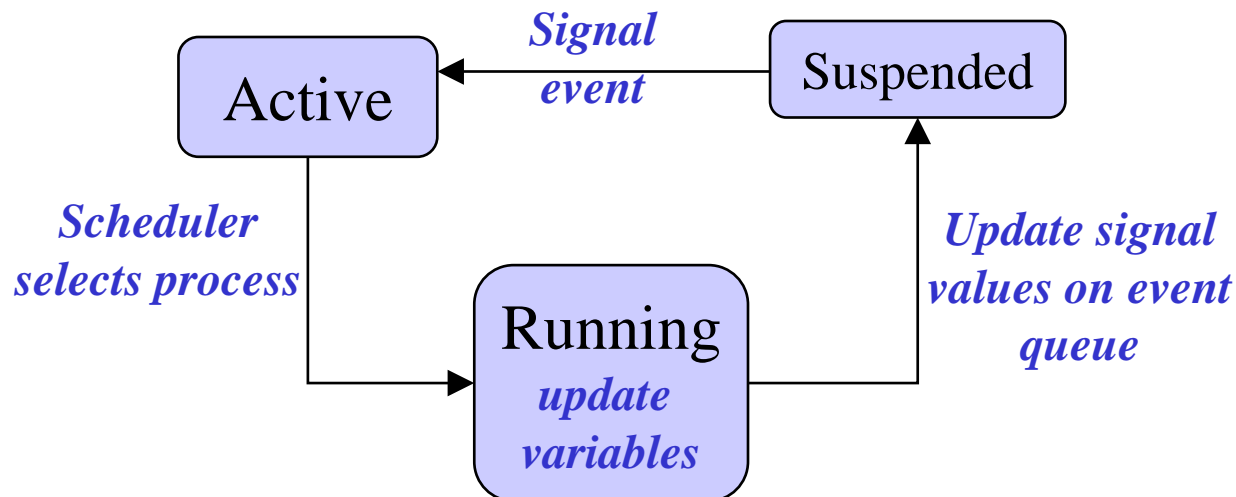 Signal
event
Active
Suspended
Scheduler
selects process
Update signal
values on event
queue
Running
update
variables